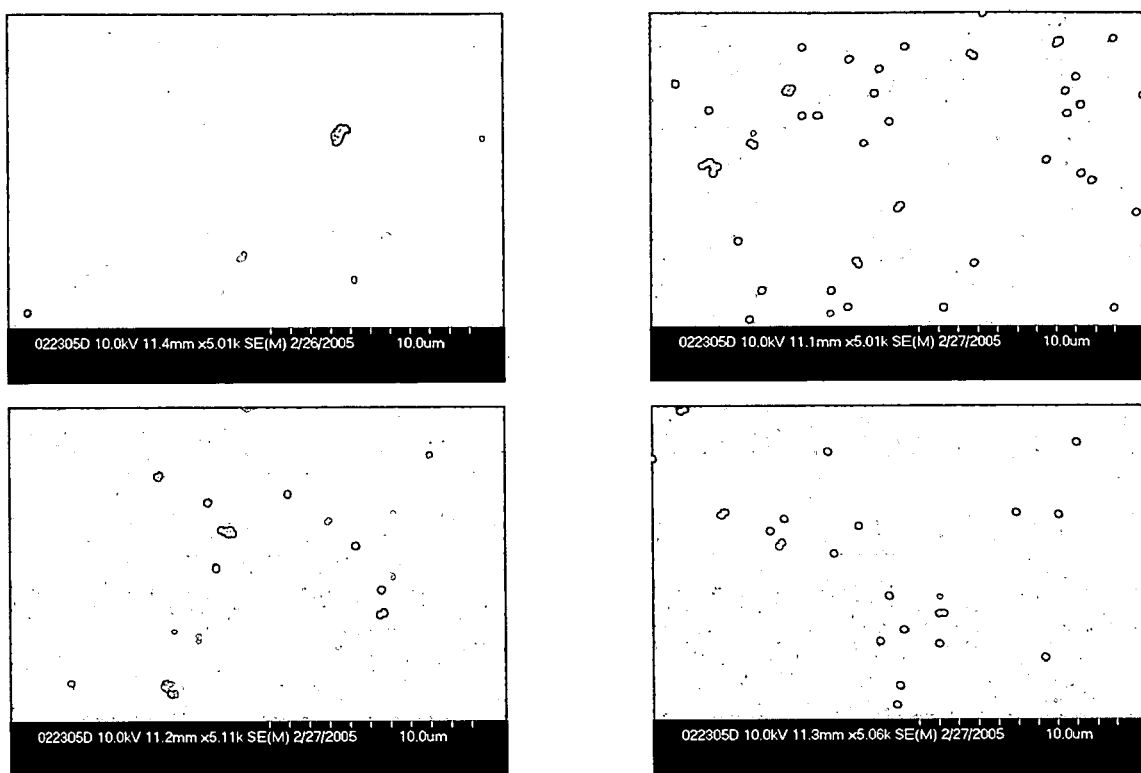 022305D 10.0kV 11.4mm x5.01k SE(M) 2/26/2005 10.0um
022305D 10.0kV 11.1mm x5.01k SE(M) 2/27/2005 10.0um
022305D 10.0kV 11.2mm x5.11k SE(M) 2/27/2005 10.0um
022305D 10.0kV 11.3mm x5.06k SE(M) 2/27/2005 10.0um